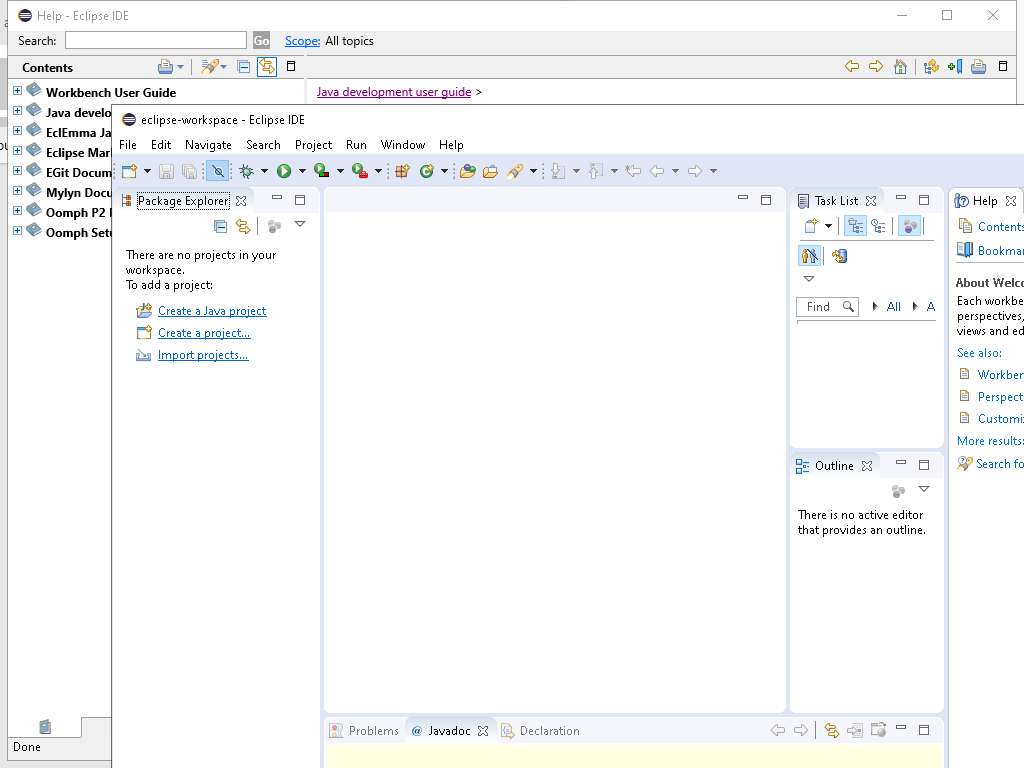 Help - Eclipse IDE
Search:
Go
Scope: All topics
Contents
Workbench User Guide
Java development user guide >
Java develo
EclEmma Ja
Eclipse Mar
EGit Docum
Mylyn Docu
Oomph P2
Oomph Setu
Done
eclipse-workspace - Eclipse IDE
File Edit Navigate Search Project Run Window Help
Package Explorer
There are no projects in your
workspace.
To add a project:
Create a Java project
Create a project...
Import projects...
Task List
Find
All
A
Outline
There is no active editor
that provides an outline.
Help
Contents
Bookmar
About Welco
Each workbe
perspectives,
views and ed
See also:
Workben
Perspect
Customiz
More results:
Search fo
Problems @ Javadoc Declaration